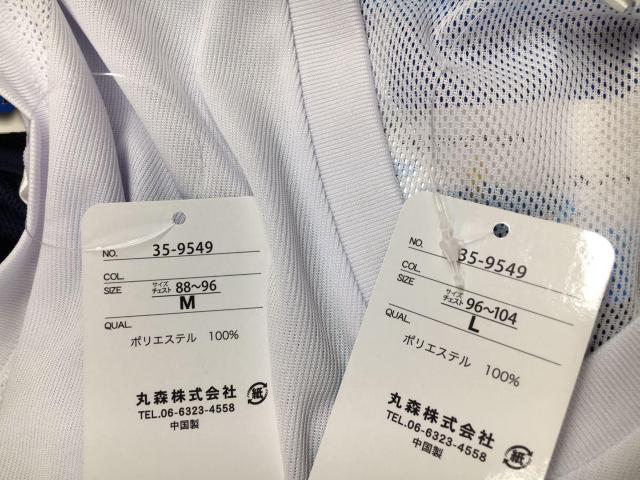 NO. 35-9549
COL.
SIZE サイズ チェスト 88～96
M
QUAL.
ポリエステル 100%
丸森株式会社 紙
TEL.06-6323-4558
中国製
NO. 35-9549
COL.
SIZE サイズ チェスト 96～104
L
QUAL.
ポリエステル 100%
丸森株式会社
TEL.06-6323-4558 紙
中国製